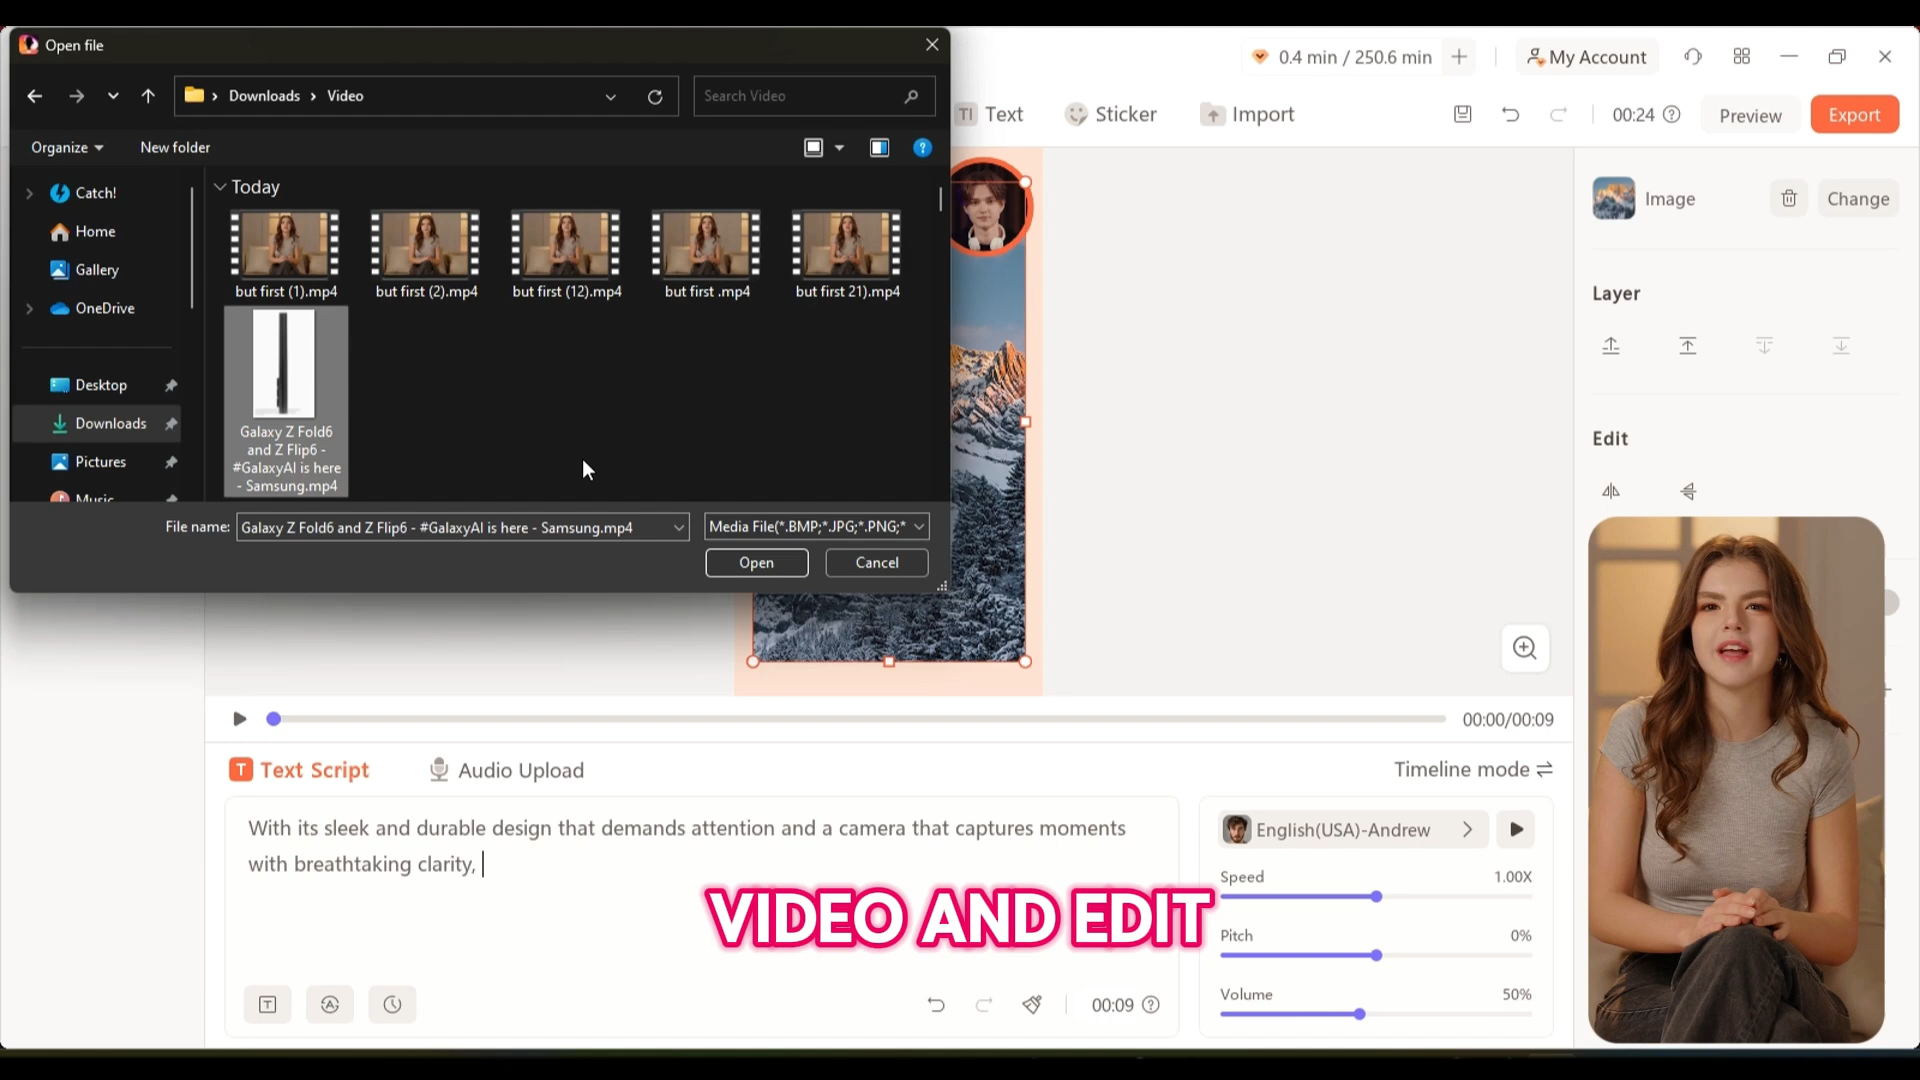 Open file
0.4 min / 250.6 min
My Account
Downloads
Video
Search Video
TI Text
Sticker
Import
00:24
Preview
Export
Organize
New folder
Today
Catch!
Home
Gallery
OneDrive
Desktop
Downloads
Pictures
Music
but first (1).mp4
but first (2).mp4
but first (12).mp4
but first .mp4
but first 21).mp4
Galaxy Z Fold6
and Z Flip6 -
#GalaxyAI is here
- Samsung.mp4
File name:
Galaxy Z Fold6 and Z Flip6 - #GalaxyAI is here - Samsung.mp4
Media File(*.BMP;*.JPG;*.PNG;*
Open
Cancel
Image
Change
Layer
Edit
00:00/00:09
T Text Script
Audio Upload
Timeline mode
With its sleek and durable design that demands attention and a camera that captures moments
with breathtaking clarity,
VIDEO AND EDIT
English(USA)-Andrew
Speed
1.00X
Pitch
0%
Volume
50%
00:09